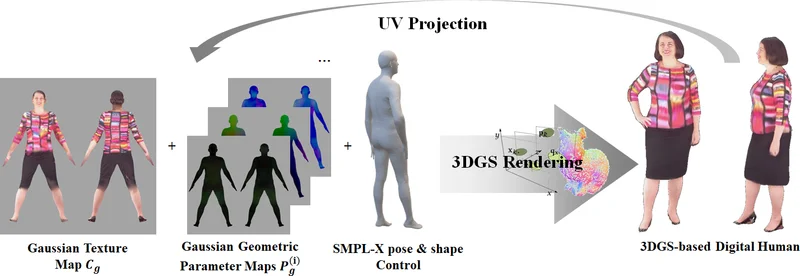 UV Projection
...
+
+
y
x
p₀
3DGS Rendering
Gaussian Texture
Map C_g
Gaussian Geometric
Parameter Maps P_g^(i)
SMPL-X pose & shape
Control
3DGS-based Digital Human